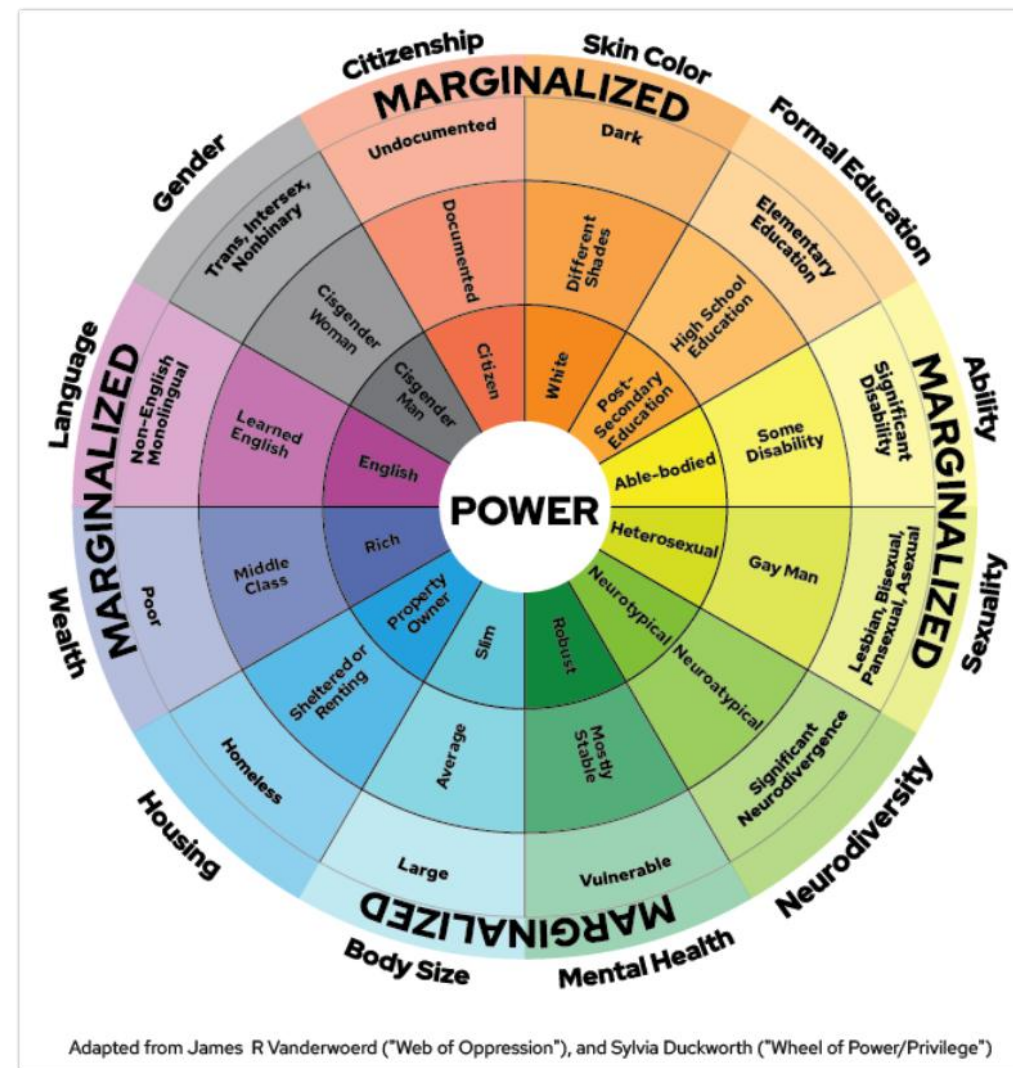 Citizenship
MARGINALIZED
Undocumented
Documented
Citizen
Skin Color
Dark
Different
Shades
White
Formal Education
Elementary
Education
High School
Education
Post-
Secondary
Education
Ability
MARGINALIZED
Significant
Disability
Some
Disability
Able-bodied
Sexuality
Lesbian, Bisexual,
Pansexual, Asexual
Gay Man
Heterosexual
Neurodiversity
Significant
Neurodivergence
Neuroatypical
Neurotypical
Mental Health
MARGINALIZED
Vulnerable
Mostly
Stable
Robust
Body Size
Large
Average
Slim
Housing
Homeless
Sheltered or
Renting
Property
Owner
Wealth
MARGINALIZED
Poor
Middle
Class
Rich
Language
Non-English
Monolingual
Learned
English
English
Gender
Trans, Intersex,
Nonbinary
Cisgender
Woman
Cisgender
Man
POWER
Adapted from James R Vanderwoerd ("Web of Oppression"), and Sylvia Duckworth ("Wheel of Power/Privilege")